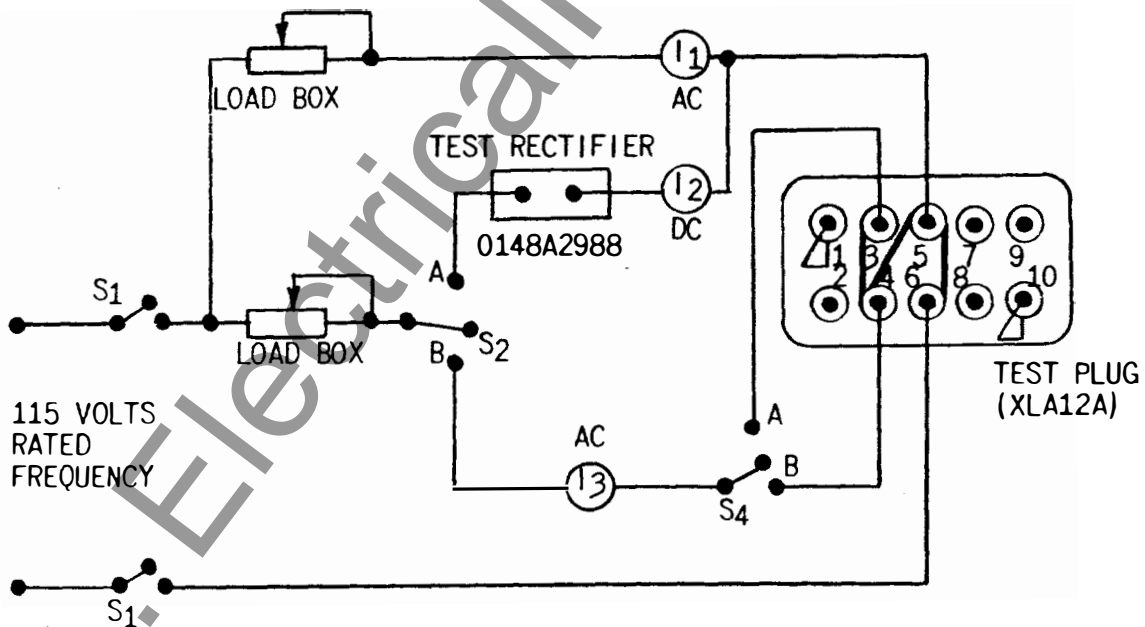 I1
AC
LOAD BOX
TEST RECTIFIER
I2
DC
0148A2988
A
S1
S2
LOAD BOX
B
1 3 5 7 9
2 4 6 8 10
TEST PLUG
(XLA12A)
115 VOLTS
RATED
FREQUENCY
AC
I3
A
B
S4
S1
. Electrical